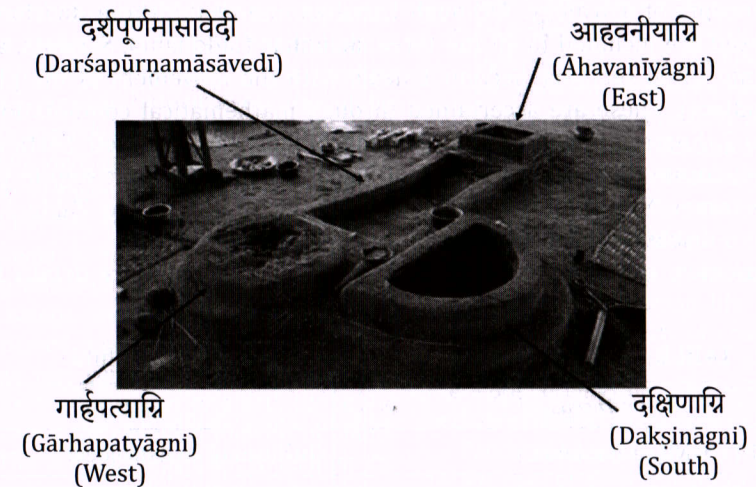 दर्शपूर्णमासावेदी
(Darśapūrṇamāsāvedī)
आहवनीयाग्नि
(Āhavanīyāgni)
(East)
गार्हपत्याग्नि
(Gārhapatyāgni)
(West)
दक्षिणाग्नि
(Dakṣināgni)
(South)